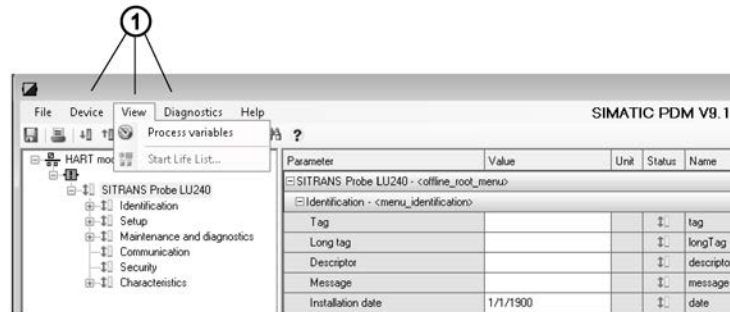 1
SIMATIC PDM V9.1
File Device View Diagnostics Help
Process variables
Start Life List...
HART mod
SITRANS Probe LU240
Identification
Setup
Maintenance and diagnostics
Communication
Security
Characteristics
Parameter Value Unit Status Name
SITRANS Probe LU240 - <offline_root_menu>
Identification - <menu_identification>
Tag tag
Long tag longTag
Descriptor descripto
Message message
Installation date 1/1/1900 date